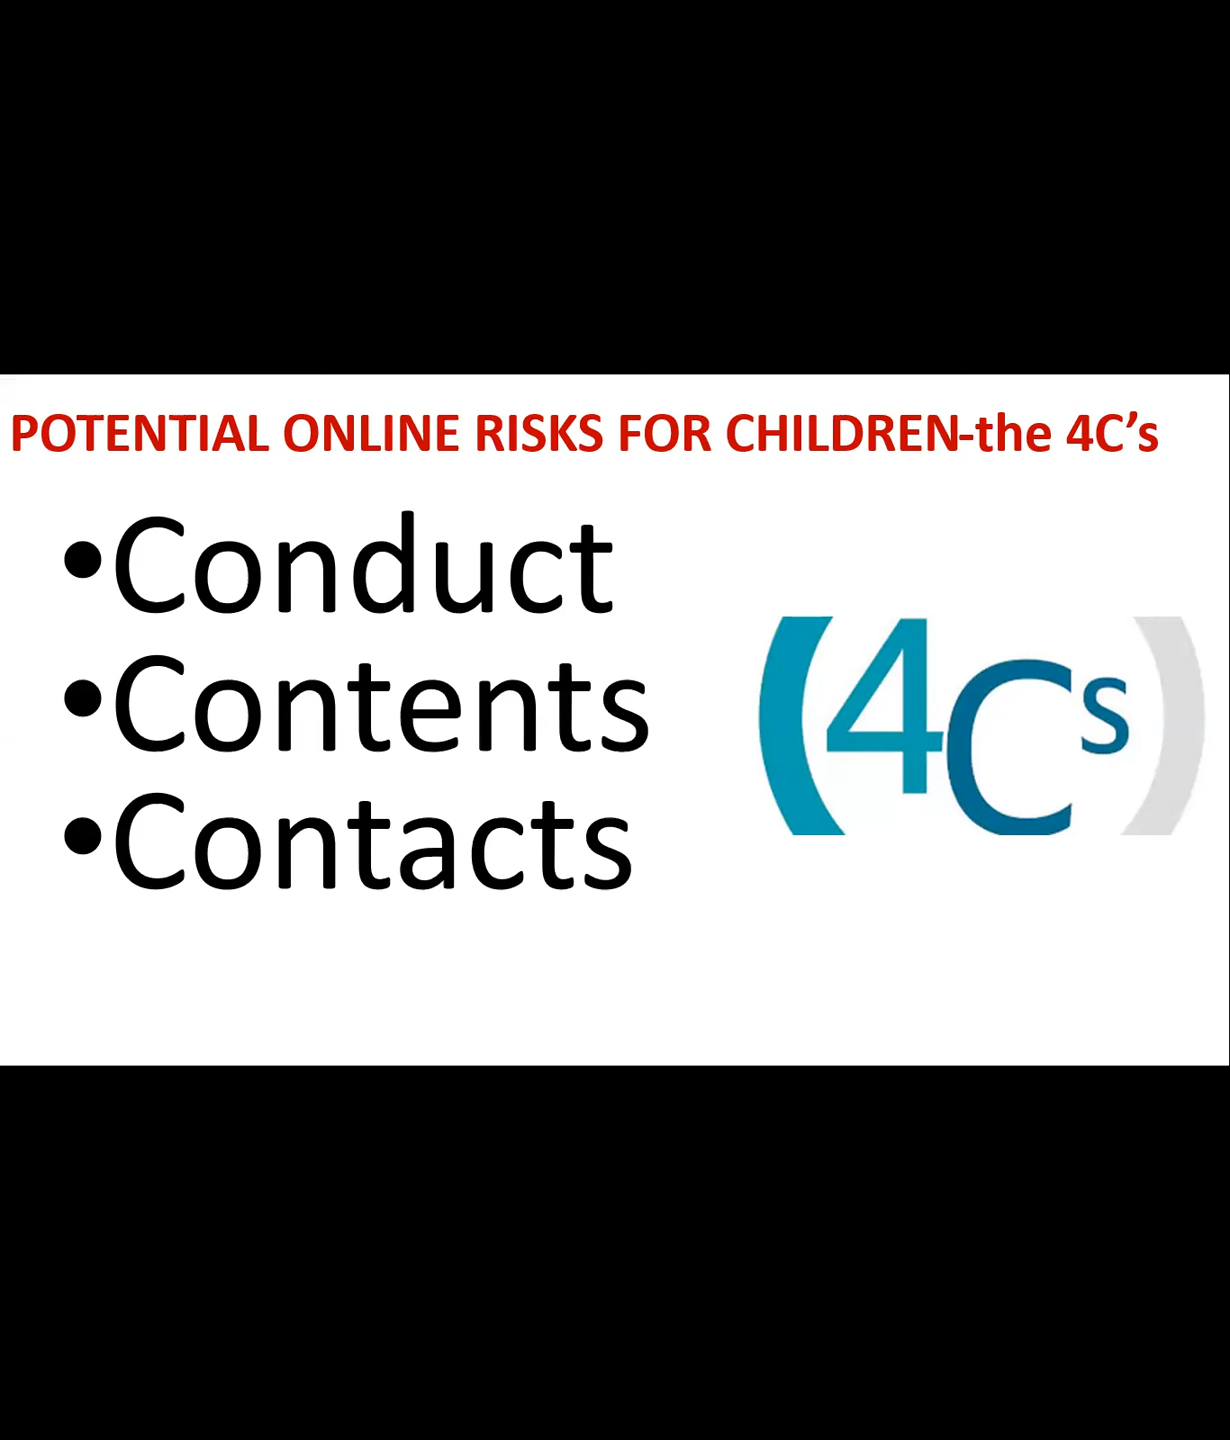 POTENTIAL ONLINE RISKS FOR CHILDREN-the 4C’s
•Conduct
•Contents
•Contacts
(4Cs)